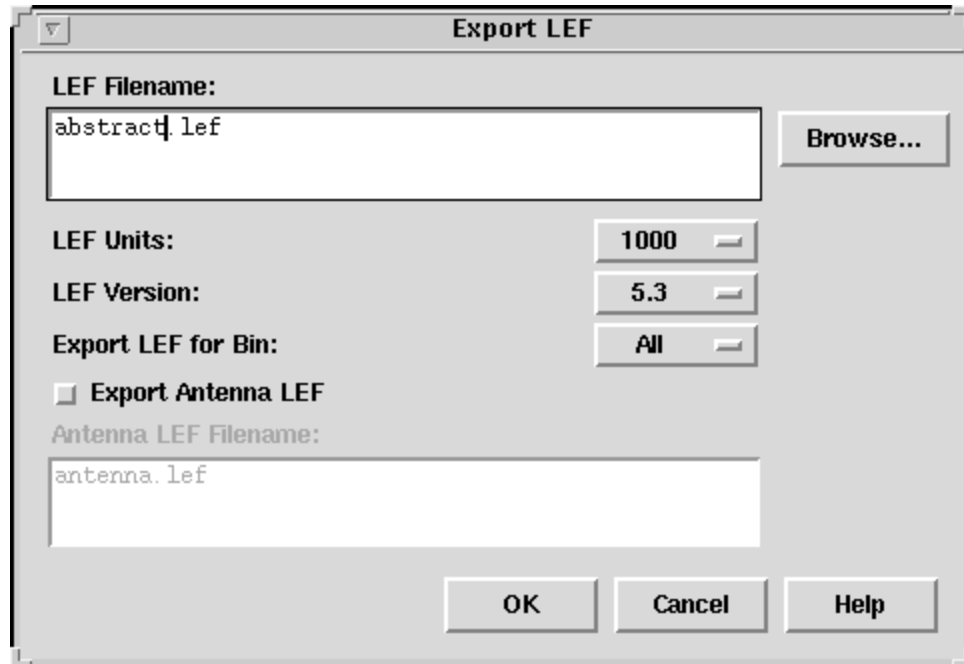 Export LEF
LEF Filename:
abstract.lef
Browse...
LEF Units:
1000
LEF Version:
5.3
Export LEF for Bin:
All
Export Antenna LEF
Antenna LEF Filename:
antenna.lef
OK
Cancel
Help